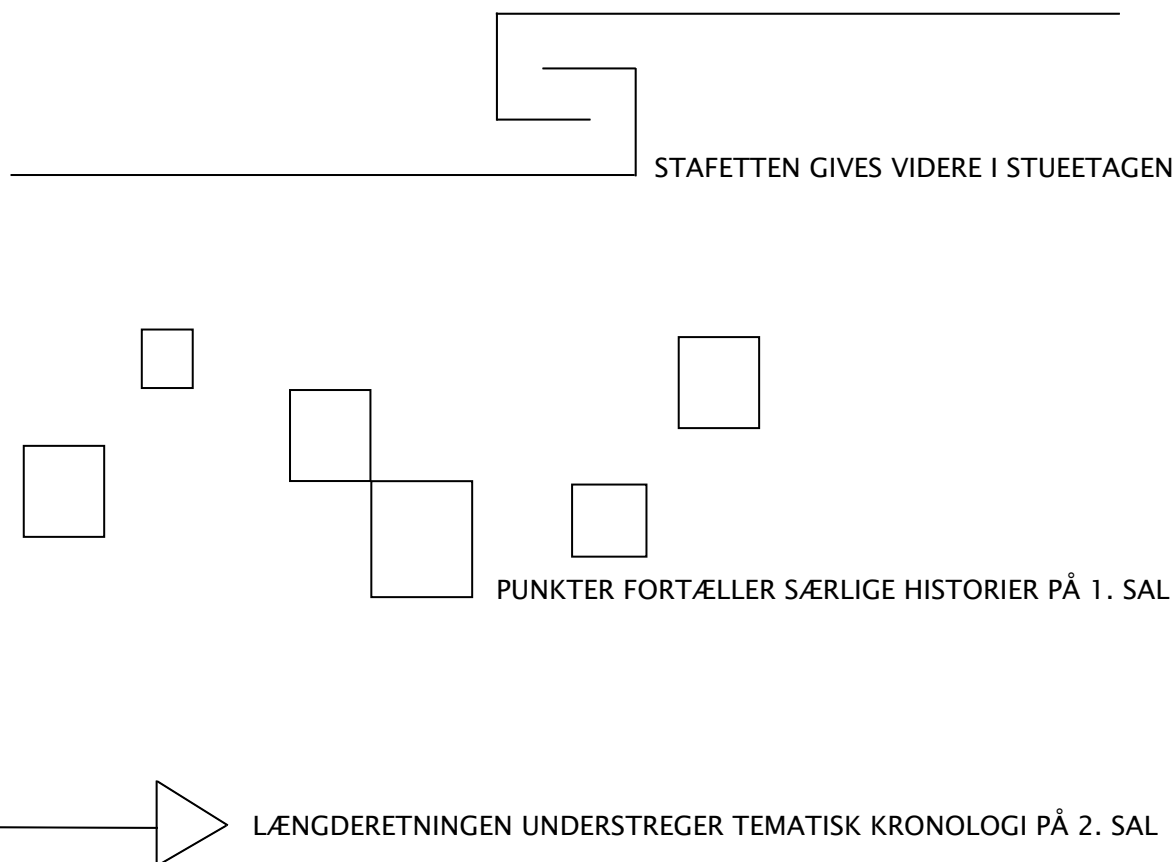 STAFETTEN GIVES VIDERE I STUEETAGEN
PUNKTER FORTÆLLER SÆRLIGE HISTORIER PÅ 1. SAL
LÆNGDERETNINGEN UNDERSTREGER TEMATISK KRONOLOGI PÅ 2. SAL